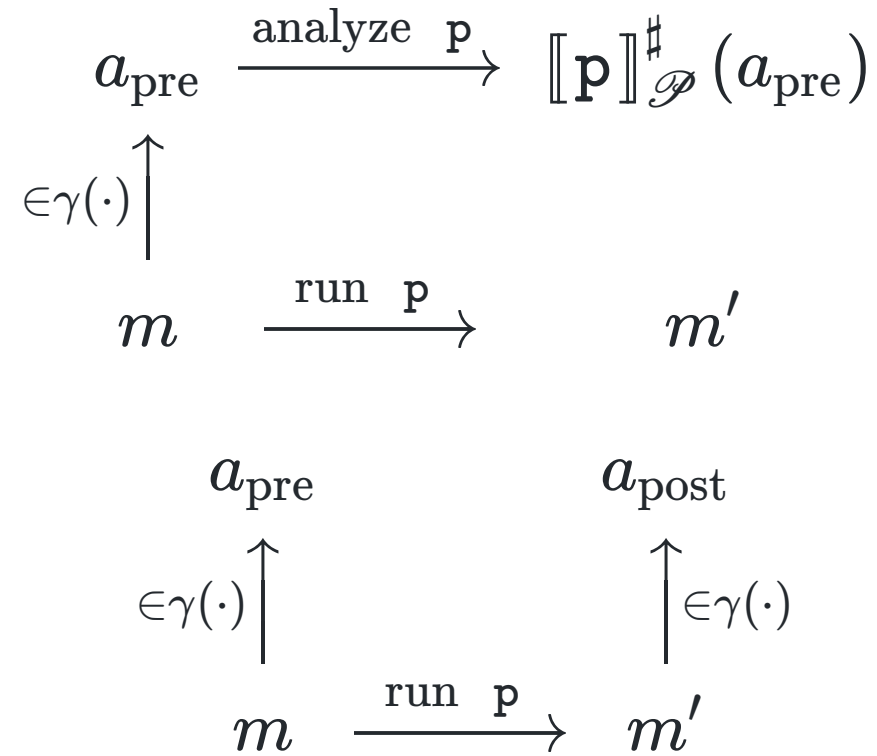 a_pre analyze p ⟦p⟧♯_𝒫 (a_pre)
∈γ(·)
m run p m′
a_pre a_post
∈γ(·) ∈γ(·)
m run p m′